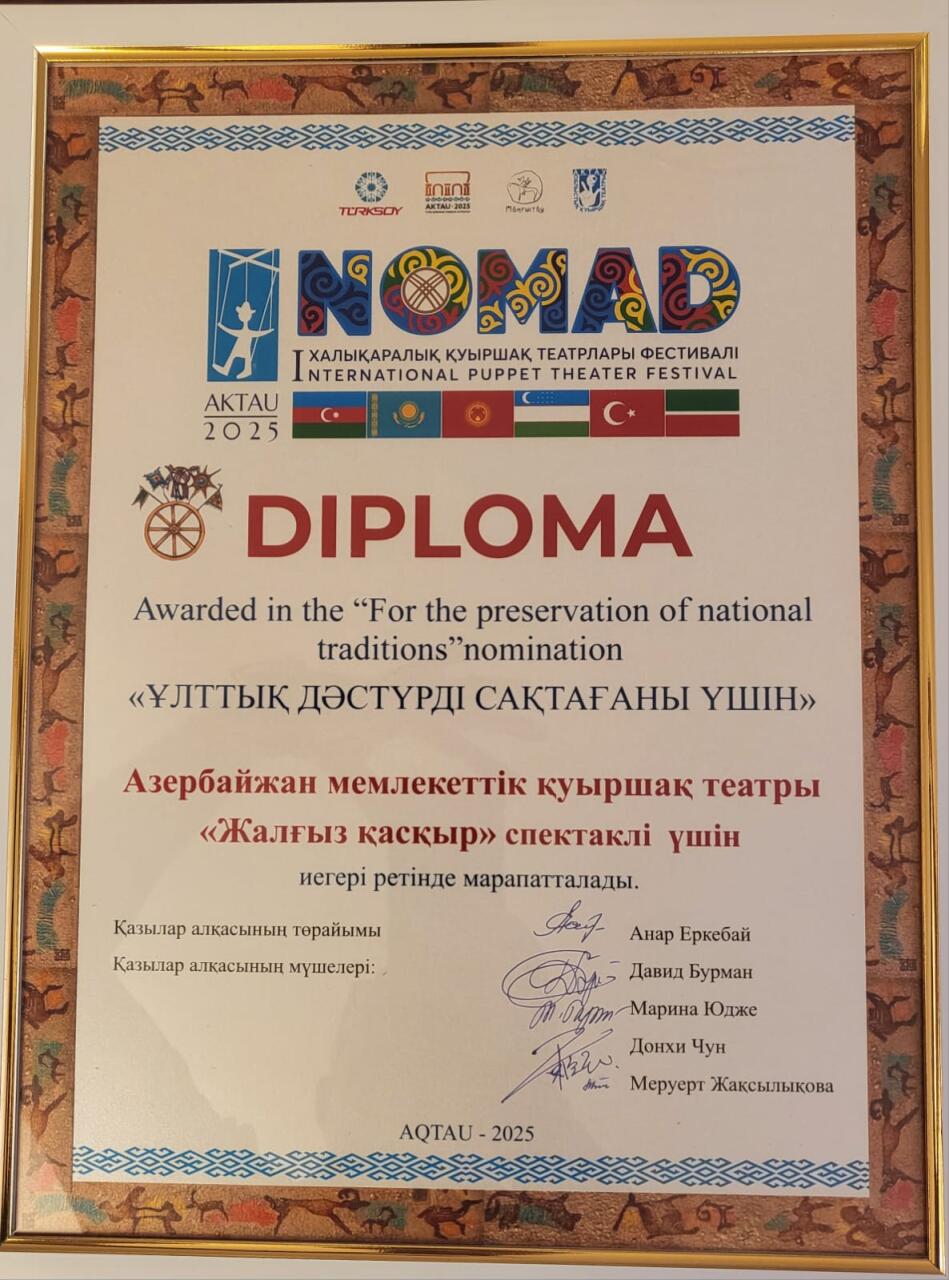 TÜRKSOY
AKTAU - 2025
Маңғыстау
I NOMAD
ХАЛЫҚАРАЛЫҚ ҚУЫРШАҚ ТЕАТРЛАРЫ ФЕСТИВАЛІ
INTERNATIONAL PUPPET THEATER FESTIVAL
AKTAU
2025
DIPLOMA
Awarded in the “For the preservation of national
traditions”nomination
«ҰЛТТЫҚ ДӘСТҮРДІ САҚТАҒАНЫ ҮШІН»
Азербайжан мемлекеттік қуыршақ театры
«Жалғыз қасқыр» спектаклі үшін
иегері ретінде марапатталады.
Қазылар алқасының төрайымы
Анар Еркебай
Қазылар алқасының мүшелері:
Давид Бурман
Марина Юдже
Донхи Чун
Меруерт Жақсылықова
AQTAU - 2025